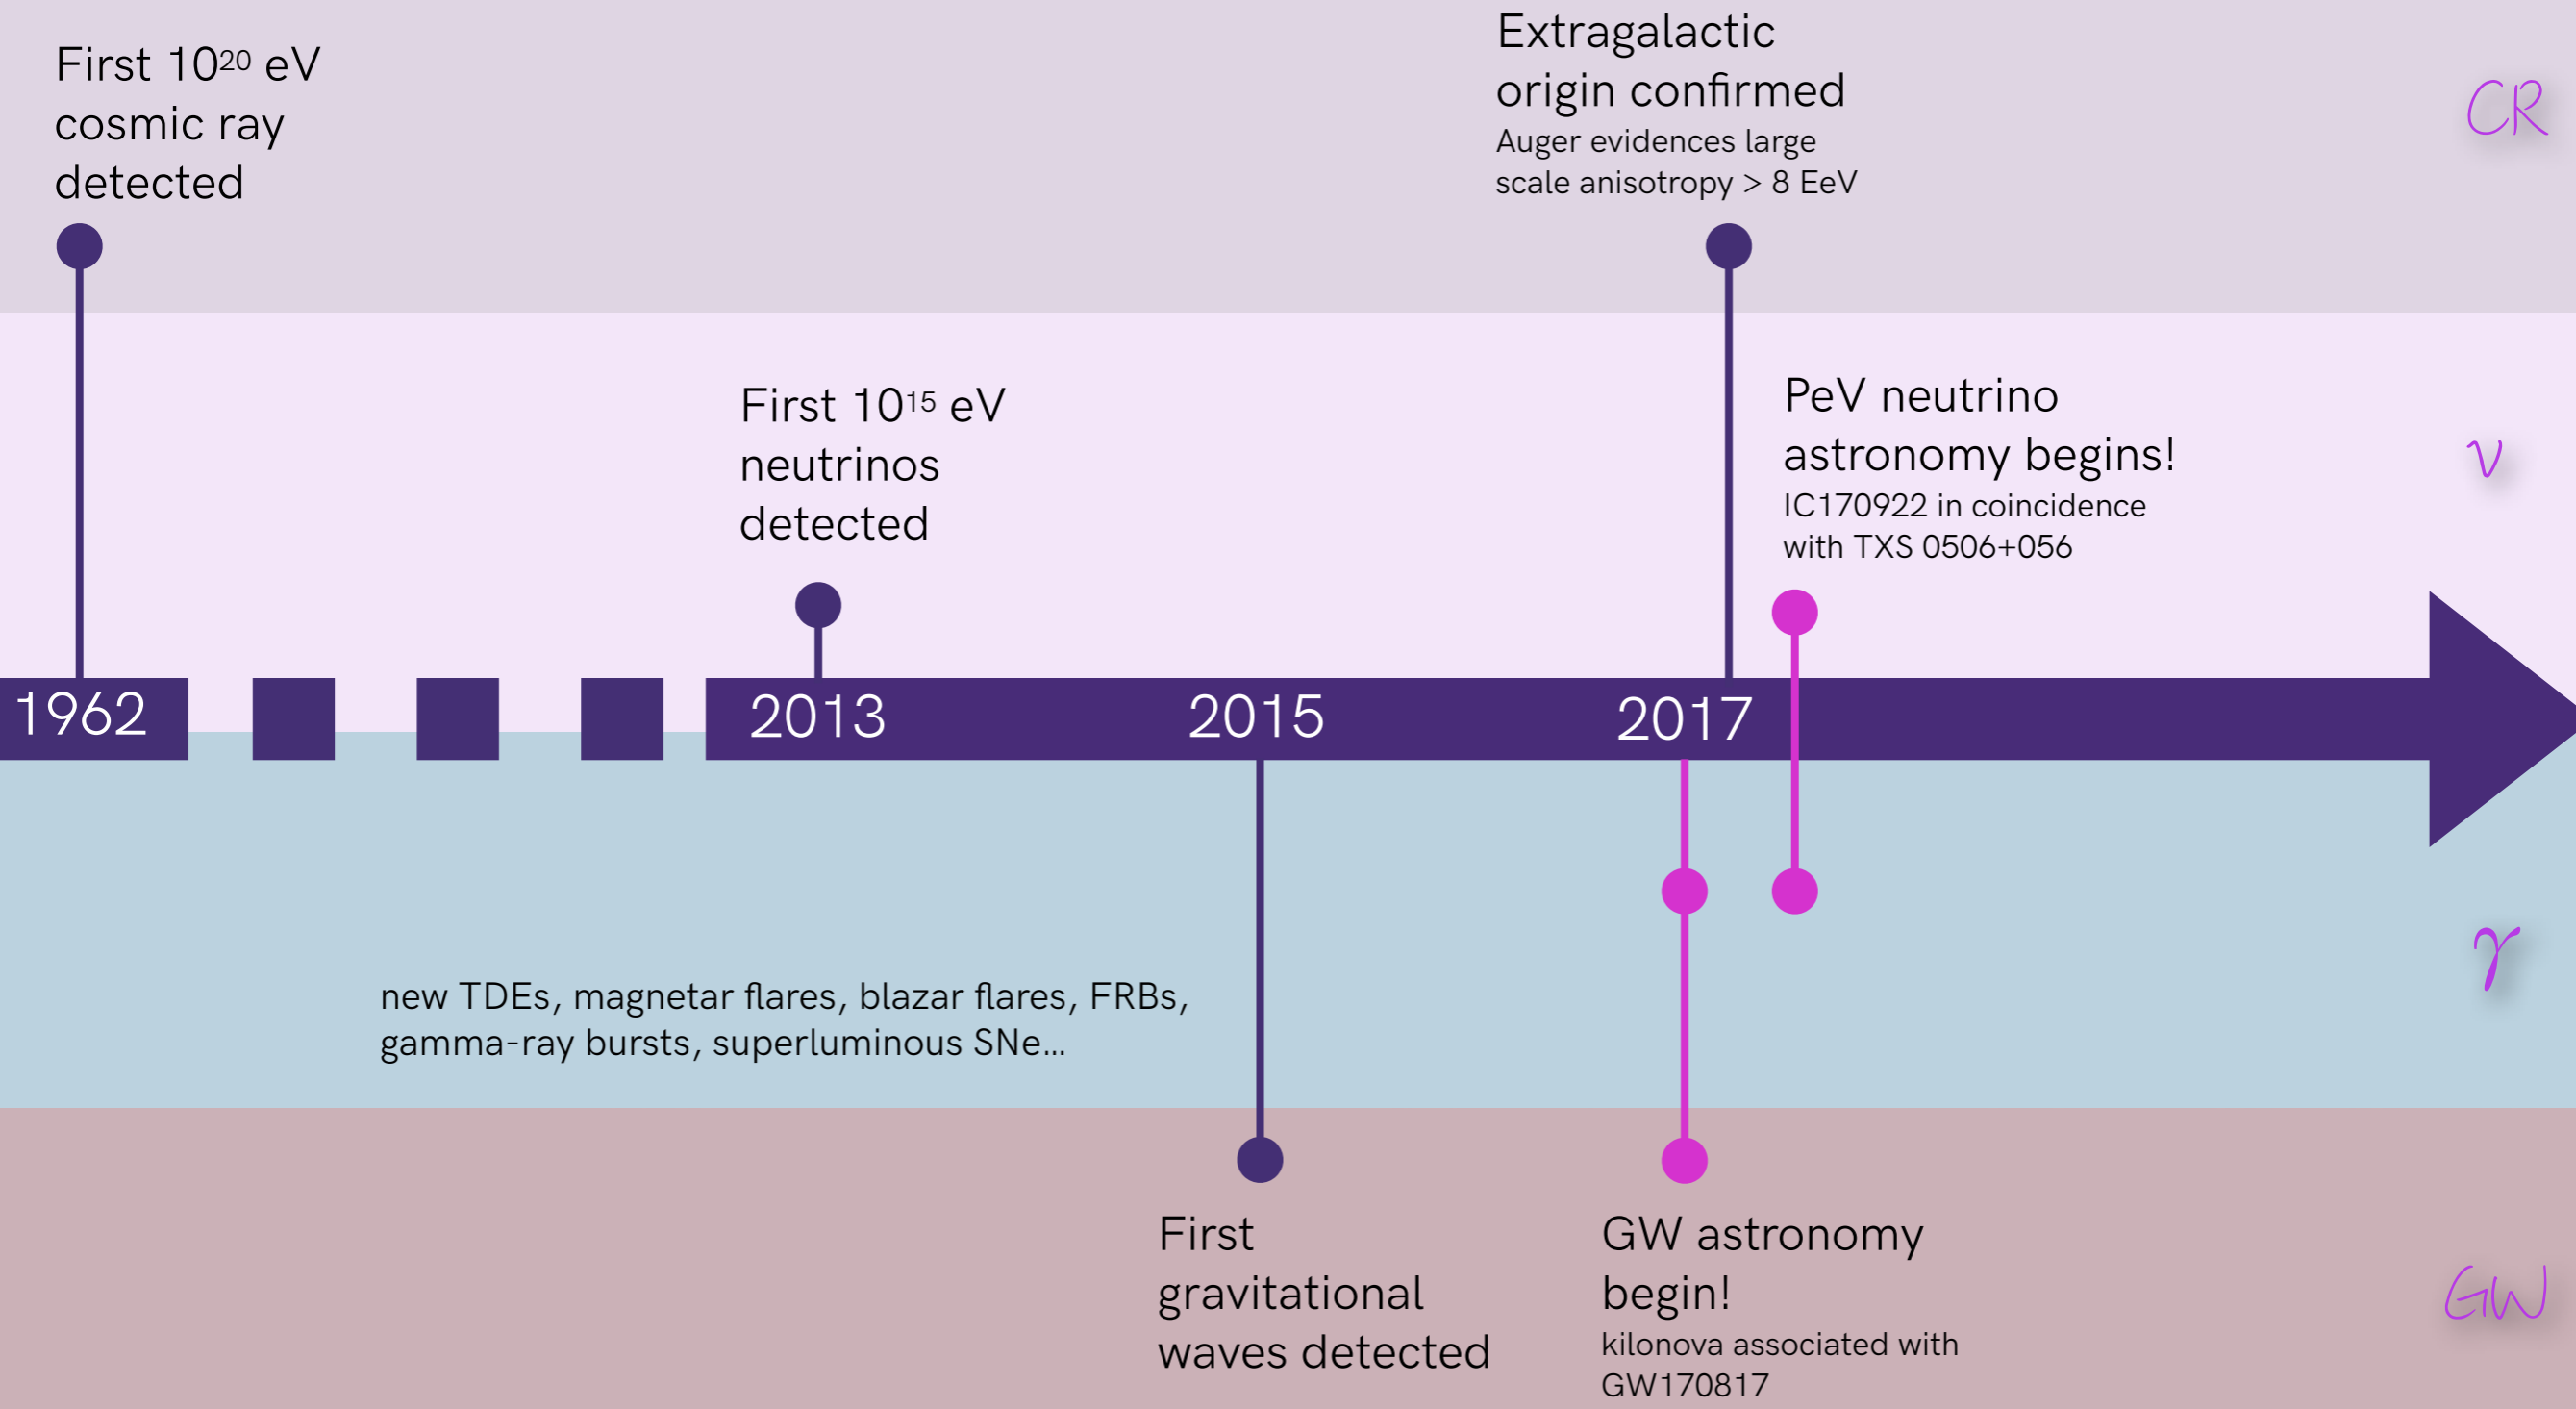 First 10²⁰ eV
cosmic ray
detected
Extragalactic
origin confirmed
Auger evidences large
scale anisotropy > 8 EeV
CR
First 10¹⁵ eV
neutrinos
detected
PeV neutrino
astronomy begins!
IC170922 in coincidence
with TXS 0506+056
ν
1962
2013
2015
2017
new TDEs, magnetar flares, blazar flares, FRBs,
gamma-ray bursts, superluminous SNe...
γ
First
gravitational
waves detected
GW astronomy
begin!
kilonova associated with
GW170817
GW